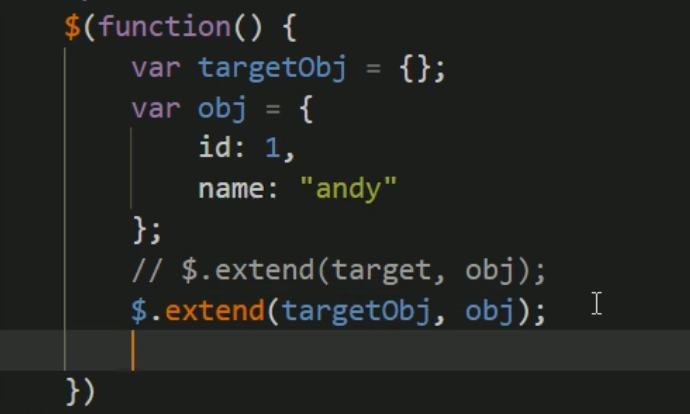 $(function() {
var targetObj = {};
var obj = {
id: 1,
name: "andy"
};
// $.extend(target, obj);
$.extend(targetObj, obj);
})